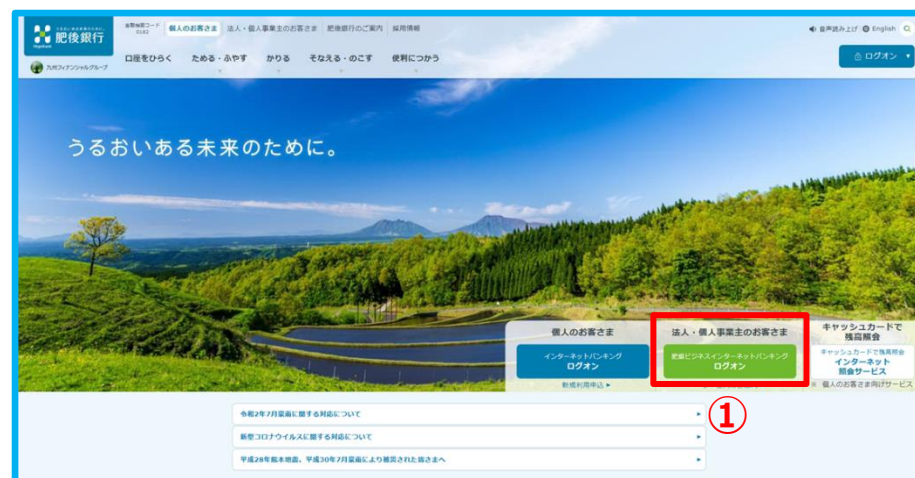 肥後銀行
金融機関コード
0182
個人のお客さま
法人・個人事業主のお客さま
肥後銀行のご案内
採用情報
音声読み上げ
English
九州フィナンシャルグループ
口座をひらく
ためる・ふやす
かりる
そなえる・のこす
便利につかう
ログオン
うるおいある未来のために。
個人のお客さま
インターネットバンキング
ログオン
新規利用申込
法人・個人事業主のお客さま
肥銀ビジネスインターネットバンキング
ログオン
キャッシュカードで
残高照会
キャッシュカードで残高照会
インターネット
照会サービス
※ 個人のお客さま向けサービス
①
令和2年7月豪雨に関する対応について
新型コロナウイルスに関する対応について
平成28年熊本地震、平成30年7月豪雨により被災された皆さまへ